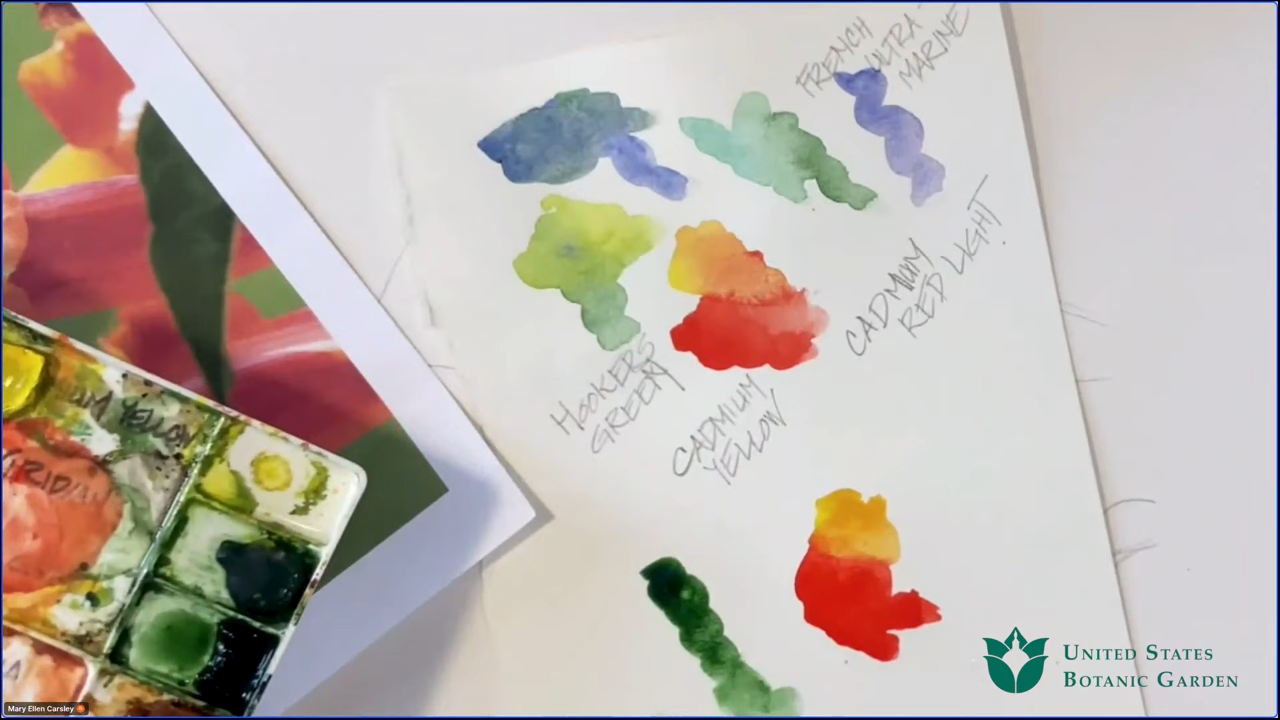 FRENCH
ULTRA-
MARINE
CADMIUM
RED LIGHT
HOOKERS
GREEN
CADMIUM
YELLOW
UM YELLOW
VIRIDIAN
UNITED STATES
BOTANIC GARDEN
Mary Ellen Carsley